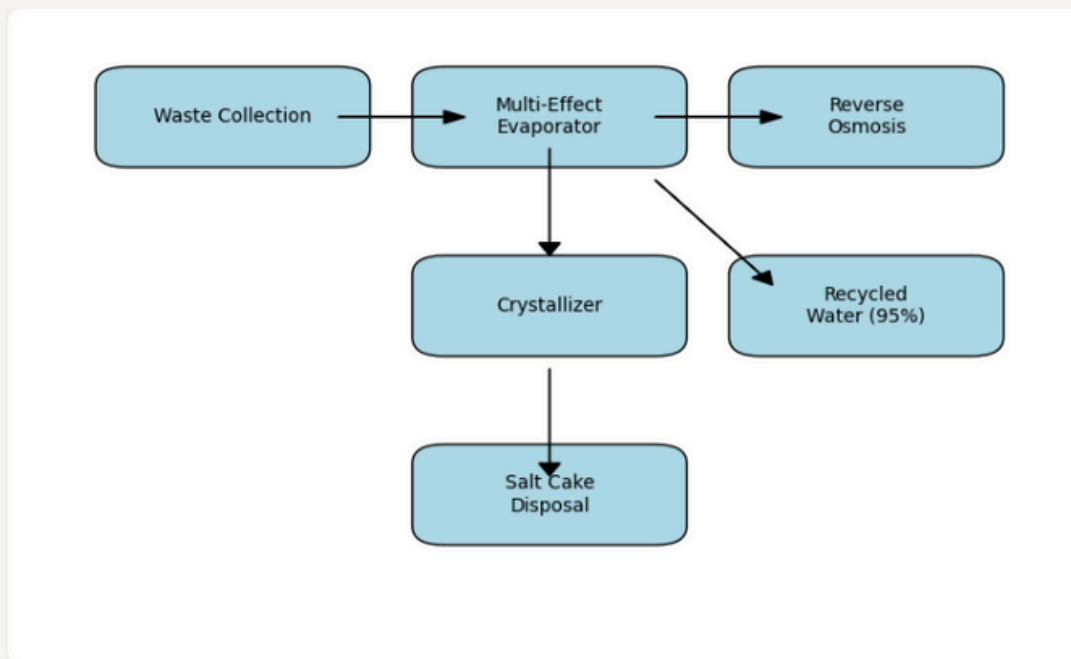 Waste Collection
Multi-Effect
Evaporator
Reverse
Osmosis
Crystallizer
Recycled
Water (95%)
Salt Cake
Disposal